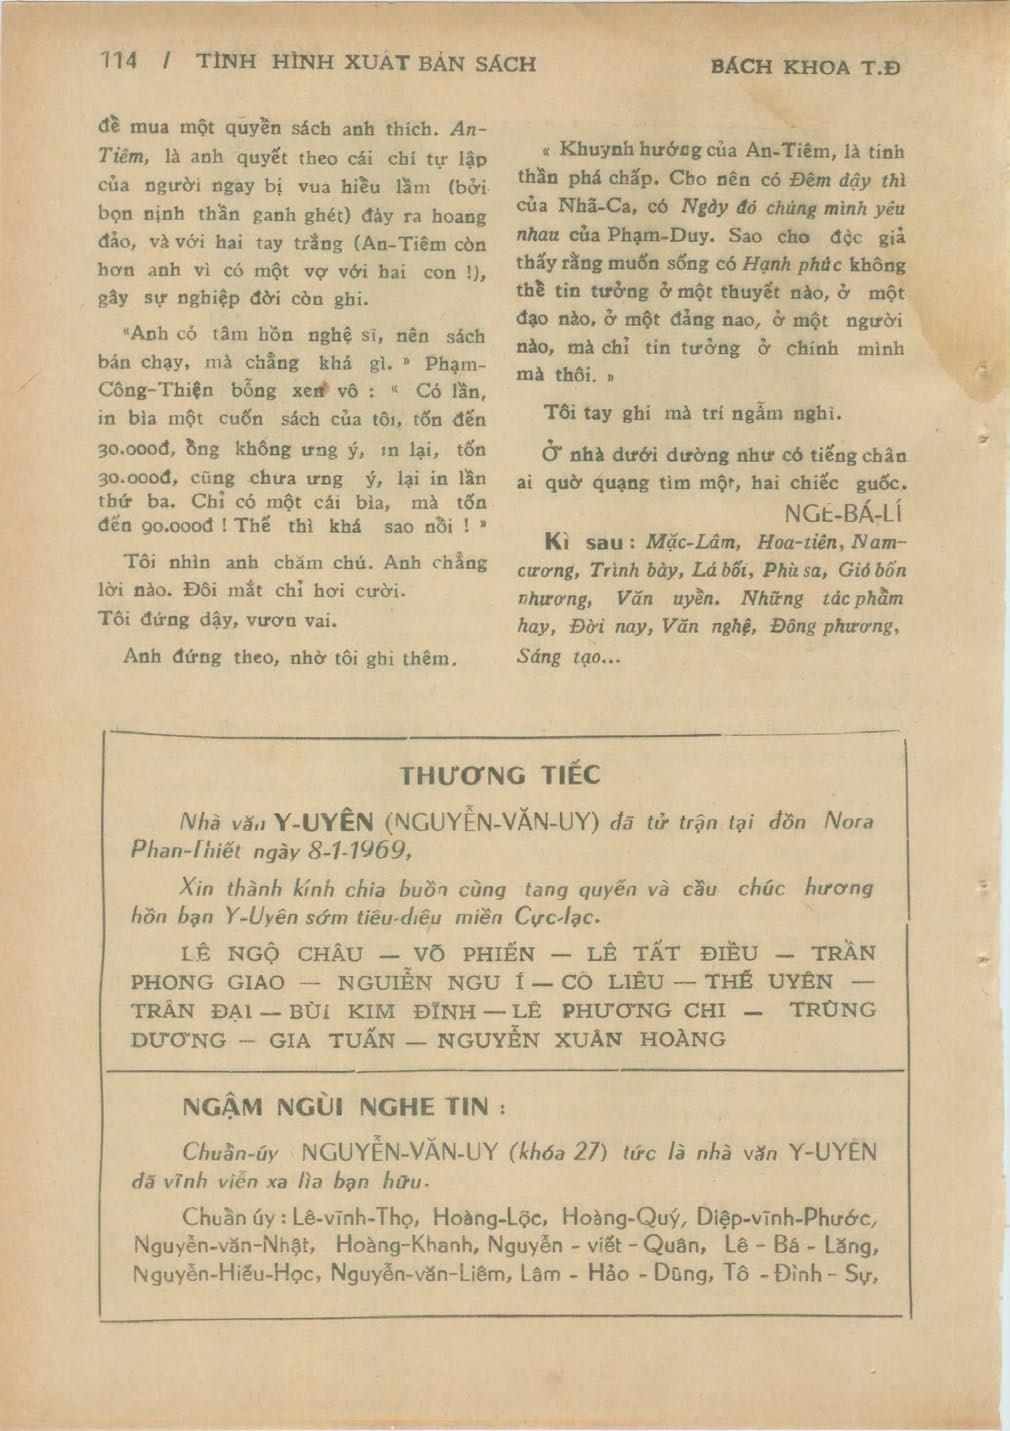 114 / TÌNH HÌNH XUẤT BẢN SÁCH
BÁCH KHOA T.Đ
để mua một quyển sách anh thích. An-
Tiêm, là anh quyết theo cái chí tự lập
của người ngay bị vua hiểu lầm (bởi
bọn nịnh thần ganh ghét) đày ra hoang
đảo, và với hai tay trắng (An-Tiêm còn
hơn anh vì có một vợ với hai con !),
gây sự nghiệp đời còn ghi.
«Anh có tâm hồn nghệ sĩ, nên sách
bán chạy, mà chẳng khá gì. » Phạm-
Công-Thiện bỗng xen vô : « Có lần,
in bìa một cuốn sách của tôi, tốn đến
30.000đ, ổng không ưng ý, in lại, tốn
30.000đ, cũng chưa ưng ý, lại in lần
thứ ba. Chỉ có một cái bìa, mà tốn
đến 90.000đ ! Thế thì khá sao nổi ! »
Tôi nhìn anh chăm chú. Anh chẳng
lời nào. Đôi mắt chỉ hơi cười.
Tôi đứng dậy, vươn vai.
Anh đứng theo, nhờ tôi ghi thêm.
« Khuynh hướng của An-Tiêm, là tinh
thần phá chấp. Cho nên có Đêm dậy thì
của Nhã-Ca, có Ngày đó chúng mình yêu
nhau của Phạm-Duy. Sao cho độc giả
thấy rằng muốn sống có Hạnh phúc không
thể tin tưởng ở một thuyết nào, ở một
đạo nào, ở một đảng nao, ở một người
nào, mà chỉ tin tưởng ở chính mình
mà thôi. »
Tôi tay ghi mà trí ngẫm nghĩ.
Ở nhà dưới dường như có tiếng chân
ai quờ quạng tìm một, hai chiếc guốc.
NGÊ-BÁ-LÍ
Kì sau : Mặc-Lâm, Hoa-tiên, Nam-
cương, Trình bày, Lá bối, Phù sa, Gió bốn
phương, Văn uyển. Những tác phẩm
hay, Đời nay, Văn nghệ, Đông phương,
Sáng tạo...
THƯƠNG TIẾC
Nhà văn Y-UYÊN (NGUYỄN-VĂN-UY) đã tử trận tại đồn Nora
Phan-Thiết ngày 8-1-1969,
Xin thành kính chia buồn cùng tang quyến và cầu chúc hương
hồn bạn Y-Uyên sớm tiêu-diêu miền Cực-lạc.
LÊ NGỘ CHÂU — VÕ PHIẾN — LÊ TẤT ĐIỀU — TRẦN
PHONG GIAO — NGUIỄN NGU Í — CÔ LIÊU — THẾ UYÊN —
TRẦN ĐẠI — BÙI KIM ĐĨNH — LÊ PHƯƠNG CHI — TRÙNG
DƯƠNG — GIA TUẤN — NGUYỄN XUÂN HOÀNG
NGẬM NGÙI NGHE TIN :
Chuẩn-úy NGUYỄN-VĂN-UY (khóa 27) tức là nhà văn Y-UYÊN
đã vĩnh viễn xa lìa bạn hữu.
Chuẩn úy : Lê-vĩnh-Thọ, Hoàng-Lộc, Hoàng-Quý, Diệp-vĩnh-Phước,
Nguyễn-văn-Nhật, Hoàng-Khanh, Nguyễn - viết - Quân, Lê - Bá - Lăng,
Nguyễn-Hiếu-Học, Nguyễn-văn-Liêm, Lâm - Hảo - Dũng, Tô - Đình - Sự,